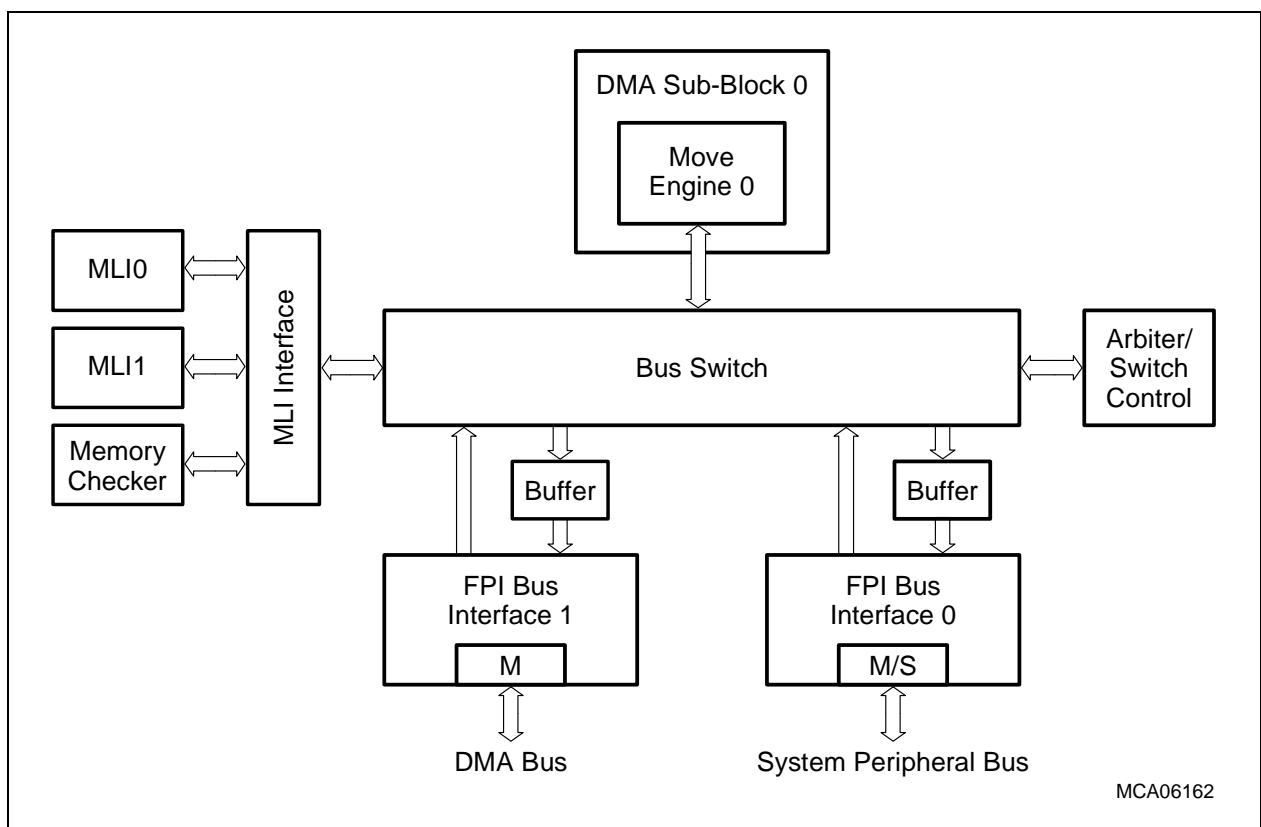 DMA Sub-Block 0
Move
Engine 0
MLI0
MLI1
Memory
Checker
MLI Interface
Bus Switch
Arbiter/
Switch
Control
Buffer
Buffer
FPI Bus
Interface 1
M
FPI Bus
Interface 0
M/S
DMA Bus
System Peripheral Bus
MCA06162